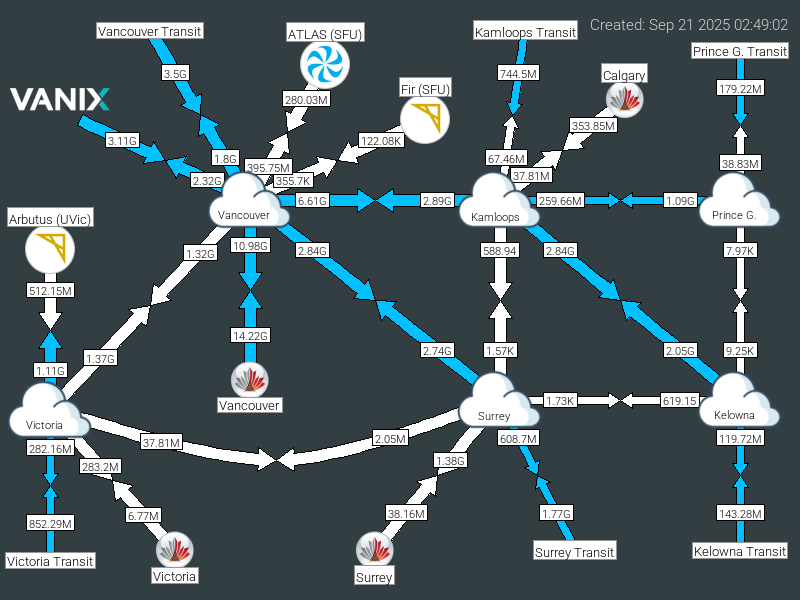 Created: Sep 21 2025 02:49:02
Vancouver Transit
ATLAS (SFU)
Kamloops Transit
Prince G. Transit
3.5G
744.5M
Calgary
179.22M
VANIX
280.03M
Fir (SFU)
353.85M
3.11G
122.08K
1.8G
395.75M
67.46M
38.83M
2.32G
355.7K
37.81M
6.61G
2.89G
259.66M
1.09G
Vancouver
Kamloops
Prince G.
Arbutus (UVic)
1.32G
10.98G
2.84G
588.94
2.84G
7.97K
512.15M
14.22G
1.37G
2.74G
1.57K
2.05G
9.25K
1.11G
Vancouver
1.73K
619.15
Victoria
Surrey
Kelowna
282.16M
37.81M
2.05M
608.7M
119.72M
283.2M
1.38G
852.29M
6.77M
38.16M
1.77G
143.28M
Victoria Transit
Victoria
Surrey
Surrey Transit
Kelowna Transit